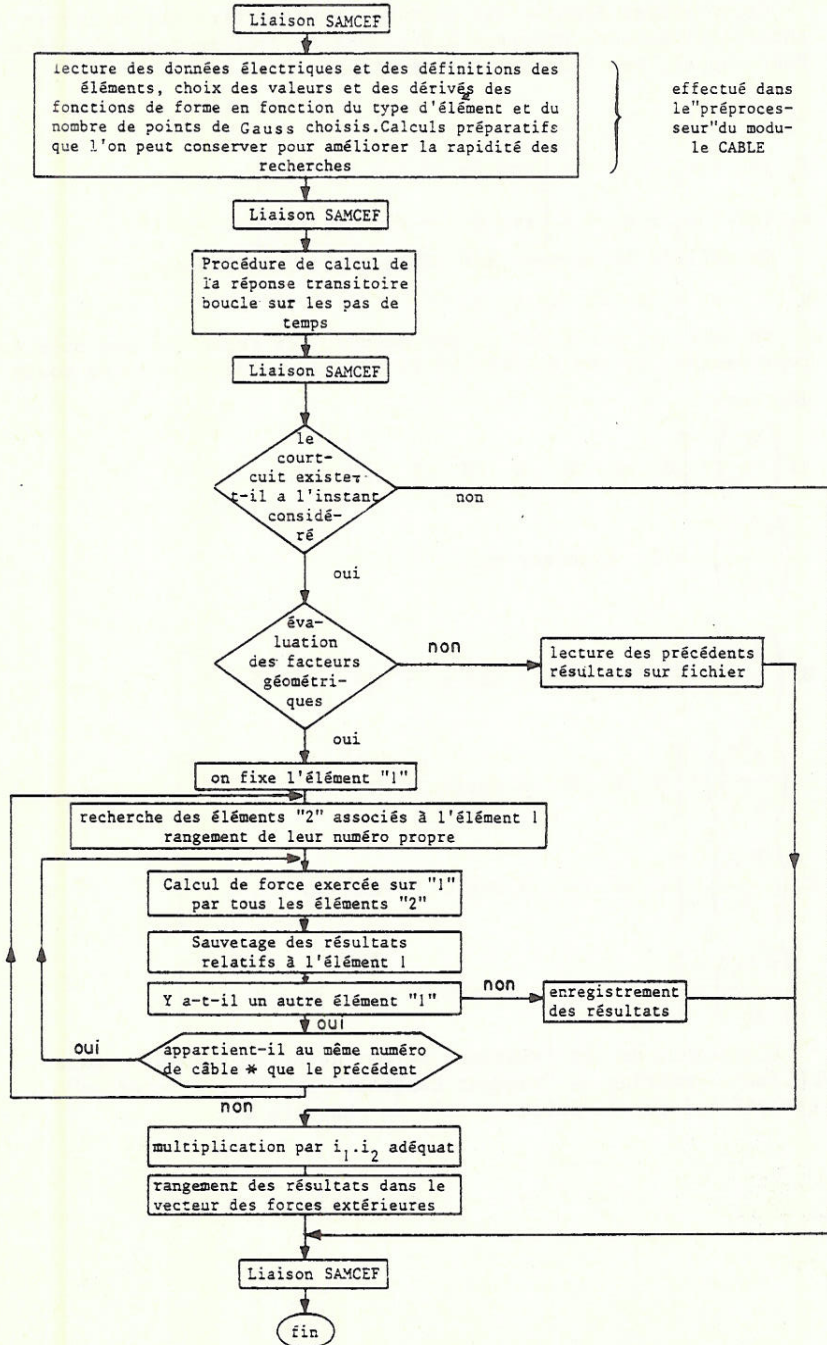 Liaison SAMCEF
lecture des données électriques et des définitions des
éléments, choix des valeurs et des dérivés des
fonctions de forme en fonction du type d'élément et du
nombre de points de Gauss choisis.Calculs préparatifs
que l'on peut conserver pour améliorer la rapidité des
recherches
effectué dans
le"préproces-
seur"du modu-
le CABLE
Liaison SAMCEF
Procédure de calcul de
la réponse transitoire
boucle sur les pas de
temps
Liaison SAMCEF
le
court-
cuit existe-
t-il a l'instant
considé-
ré
non
oui
éva-
luation
des facteurs
géométri-
ques
non
lecture des précédents
résultats sur fichier
oui
on fixe l'élément "1"
recherche des éléments "2" associés à l'élément 1
rangement de leur numéro propre
Calcul de force exercée sur "1"
par tous les éléments "2"
Sauvetage des résultats
relatifs à l'élément 1
Y a-t-il un autre élément "1"
non
enregistrement
des résultats
oui
oui
appartient-il au même numéro
de câble * que le précédent
non
multiplication par i1.i2 adéquat
rangement des résultats dans le
vecteur des forces extérieures
Liaison SAMCEF
fin